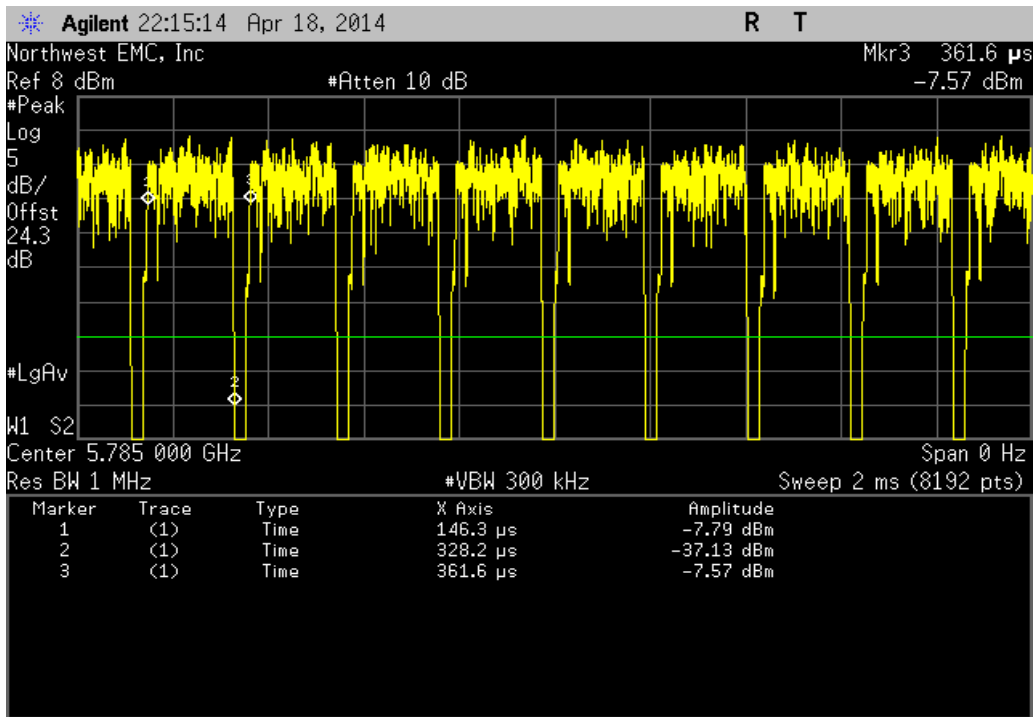 Agilent 22:15:14 Apr 18, 2014 R T
Northwest EMC, Inc Mkr3 361.6 µs
Ref 8 dBm #Atten 10 dB -7.57 dBm
#Peak
Log
5
dB/
Offst
24.3
dB
1
3
2
#LgAv
W1 S2
Center 5.785 000 GHz Span 0 Hz
Res BW 1 MHz #VBW 300 kHz Sweep 2 ms (8192 pts)
Marker Trace Type X Axis Amplitude
1 (1) Time 146.3 µs -7.79 dBm
2 (1) Time 328.2 µs -37.13 dBm
3 (1) Time 361.6 µs -7.57 dBm